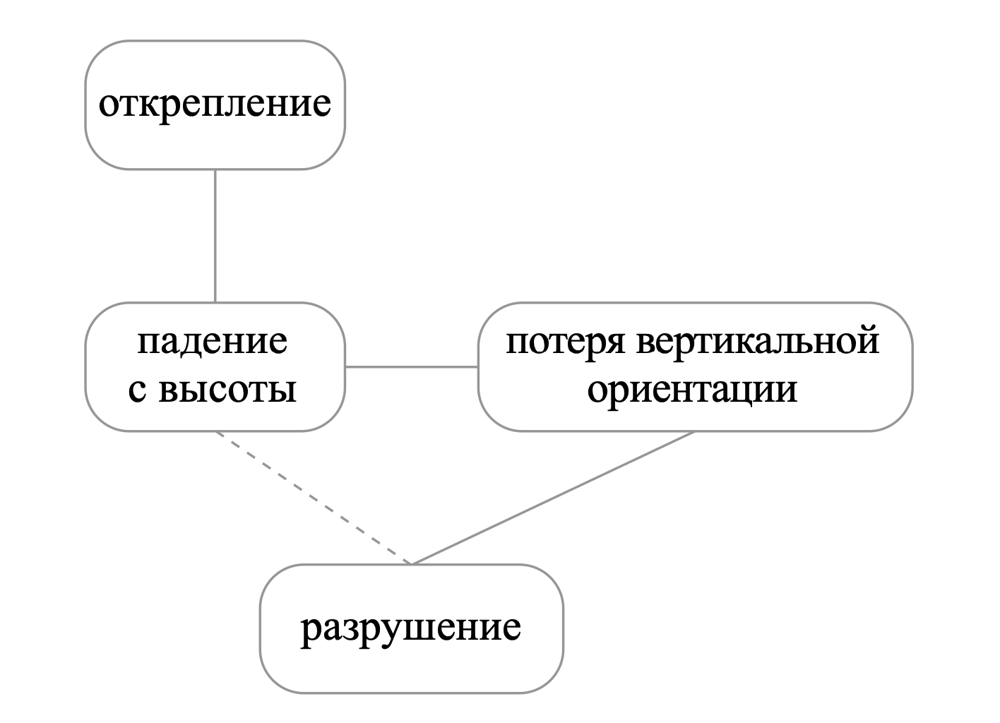 открепление
падение
с высоты
потеря вертикальной
ориентации
разрушение